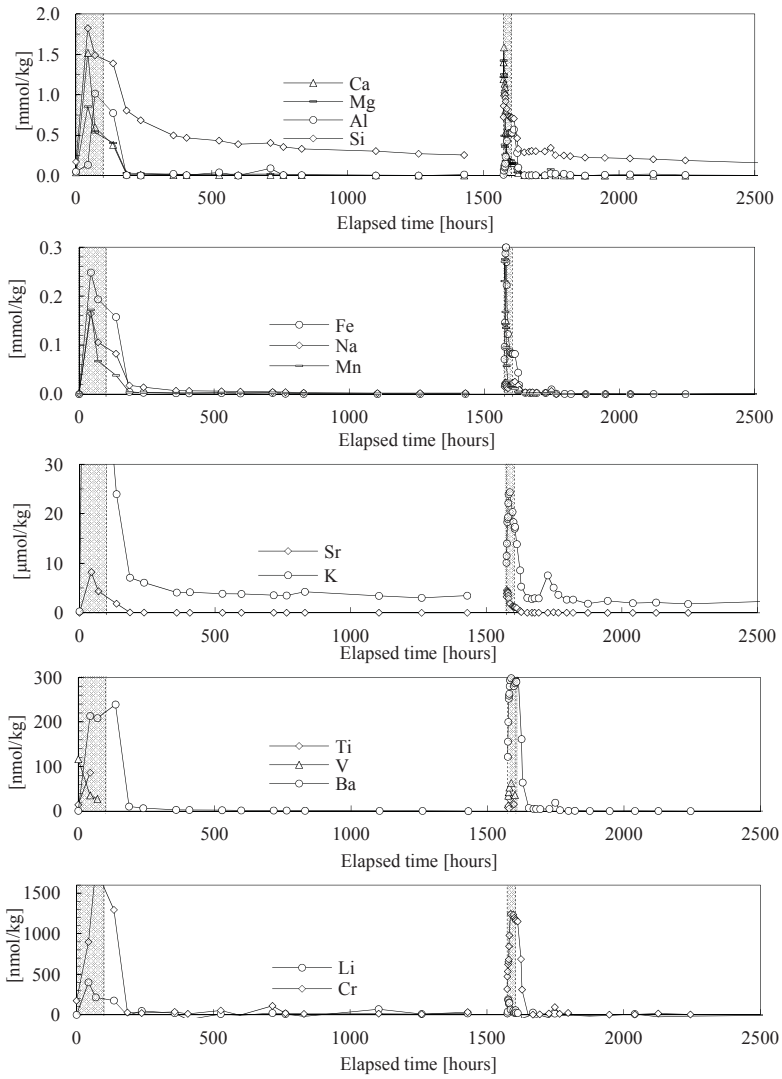 2.0
1.5
1.0
0.5
0.0
[mmol/kg]
Ca
Mg
Al
Si
0 500 1000 1500 2000 2500
Elapsed time [hours]
0.3
0.2
0.1
0.0
[mmol/kg]
Fe
Na
Mn
0 500 1000 1500 2000 2500
Elapsed time [hours]
30
20
10
0
[μmol/kg]
Sr
K
0 500 1000 1500 2000 2500
Elapsed time [hours]
300
200
100
0
[nmol/kg]
Ti
V
Ba
0 500 1000 1500 2000 2500
Elapsed time [hours]
1500
1000
500
0
[nmol/kg]
Li
Cr
0 500 1000 1500 2000 2500
Elapsed time [hours]